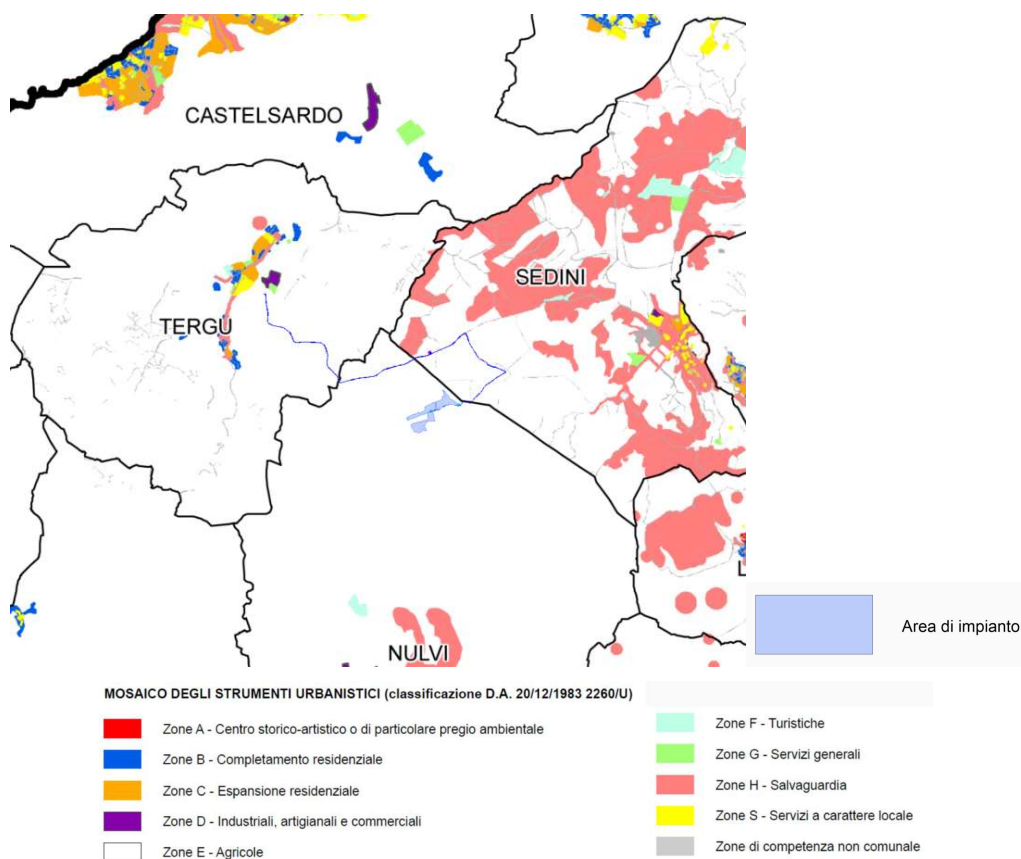 CASTELSARDO
SEDINI
TERGU
NULVI
L
Area di impianto
MOSAICO DEGLI STRUMENTI URBANISTICI (classificazione D.A. 20/12/1983 2260/U)
Zone A - Centro storico-artistico o di particolare pregio ambientale
Zone B - Completamento residenziale
Zone C - Espansione residenziale
Zone D - Industriali, artigianali e commerciali
Zone E - Agricole
Zone F - Turistiche
Zone G - Servizi generali
Zone H - Salvaguardia
Zone S - Servizi a carattere locale
Zone di competenza non comunale